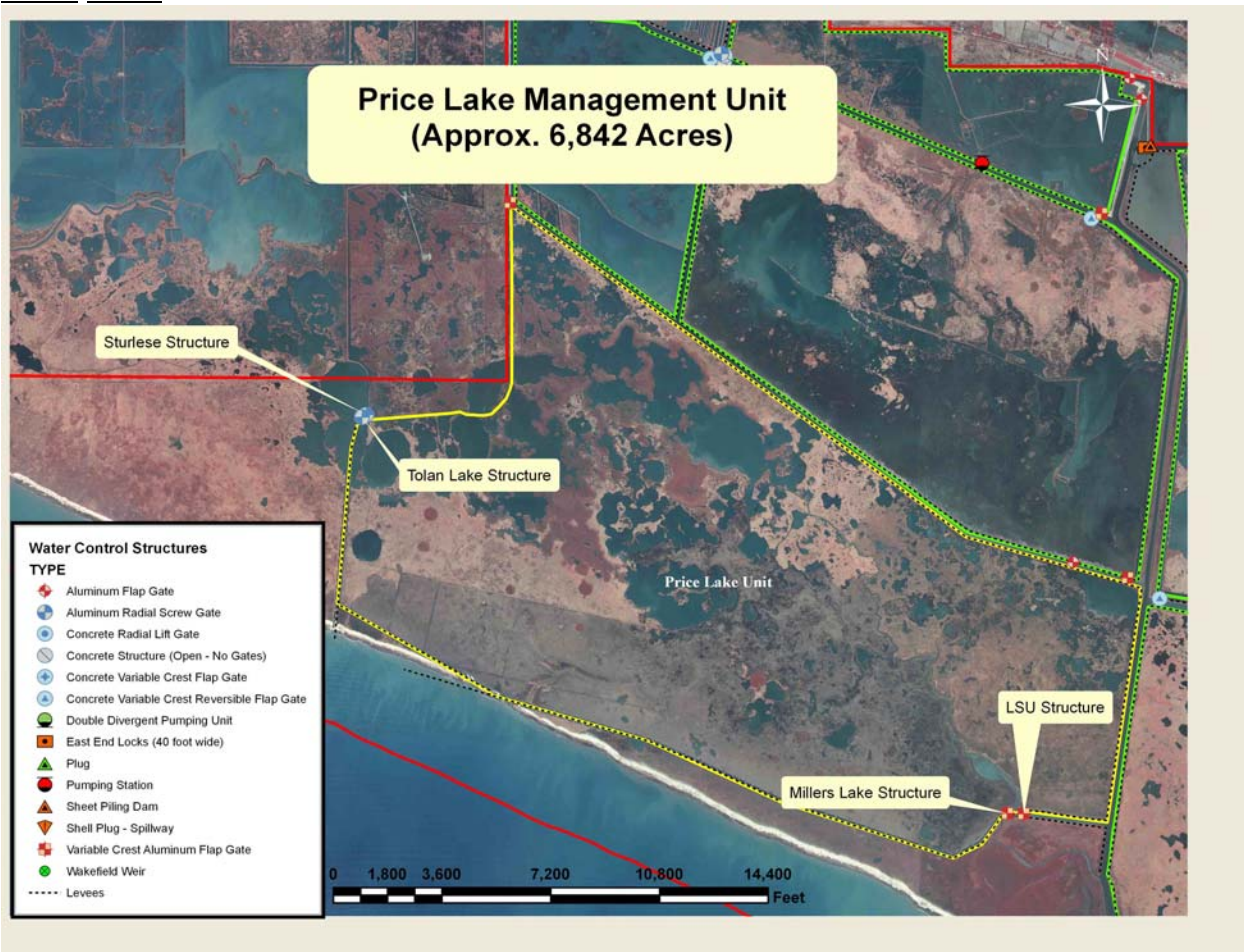 Price Lake Management Unit
(Approx. 6,842 Acres)
N
Sturlese Structure
Tolan Lake Structure
Price Lake Unit
LSU Structure
Millers Lake Structure
Water Control Structures
TYPE
Aluminum Flap Gate
Aluminum Radial Screw Gate
Concrete Radial Lift Gate
Concrete Structure (Open - No Gates)
Concrete Variable Crest Flap Gate
Concrete Variable Crest Reversible Flap Gate
Double Divergent Pumping Unit
East End Locks (40 foot wide)
Plug
Pumping Station
Sheet Piling Dam
Shell Plug - Spillway
Variable Crest Aluminum Flap Gate
Wakefield Weir
Levees
0 1,800 3,600 7,200 10,800 14,400
Feet